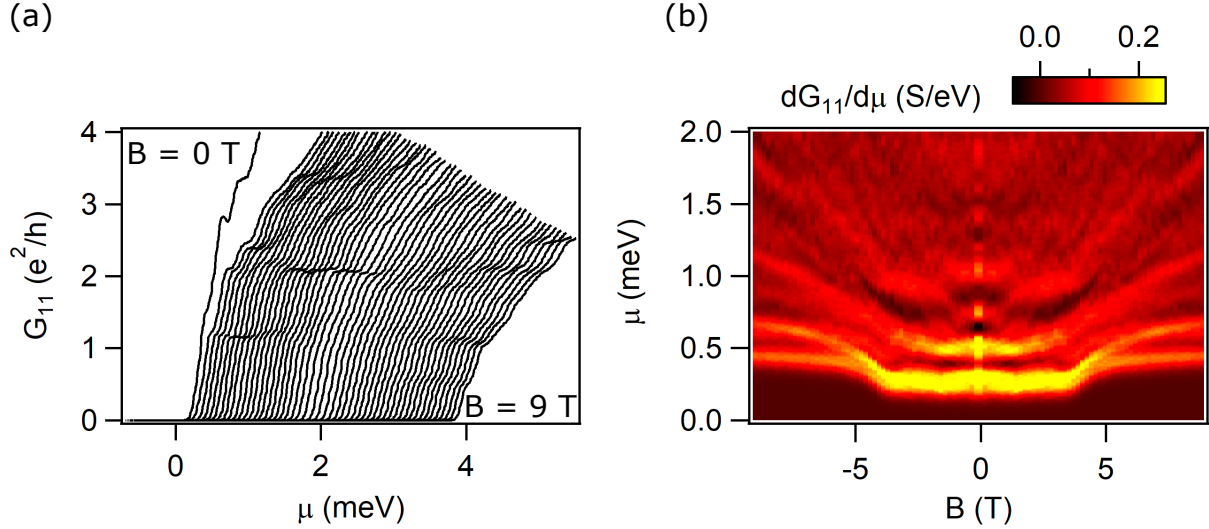 (a)
4
3
2
1
0
G11 (e2/h)
B = 0 T
B = 9 T
0
2
4
μ (meV)
(b)
0.0
0.2
dG11/dμ (S/eV)
2.0
1.5
1.0
0.5
0.0
μ (meV)
-5
0
5
B (T)